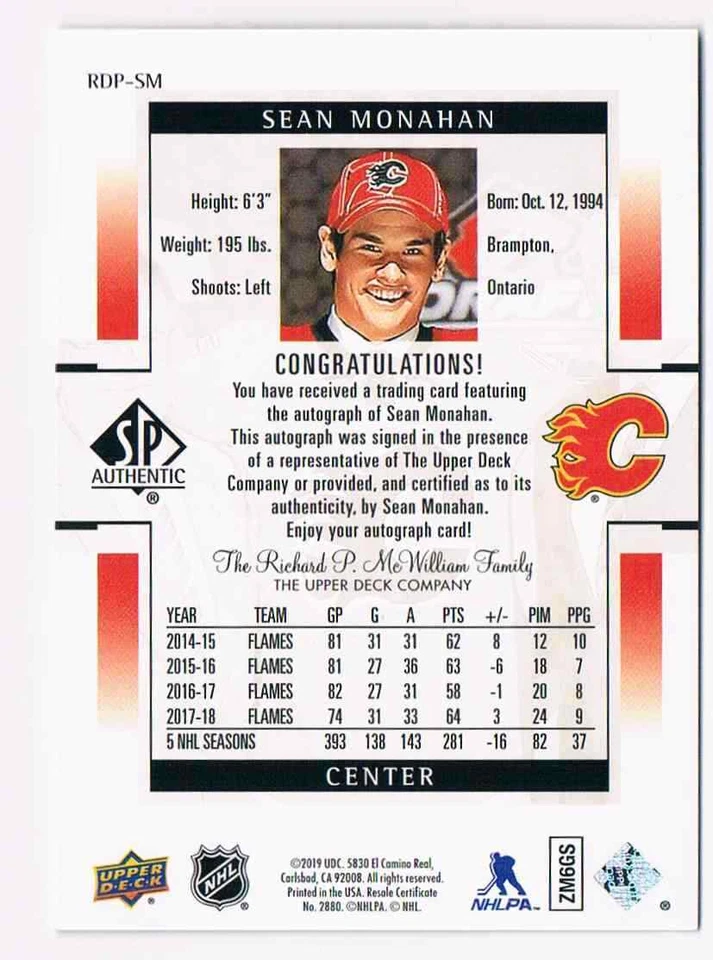 RDP-SM
SEAN MONAHAN
Height: 6'3"
Weight: 195 lbs.
Shoots: Left
Born: Oct. 12, 1994
Brampton,
Ontario
CONGRATULATIONS!
You have received a trading card featuring
the autograph of Sean Monahan.
This autograph was signed in the presence
of a representative of The Upper Deck
Company or provided, and certified as to its
authenticity, by Sean Monahan.
Enjoy your autograph card!
SP
AUTHENTIC
®
C
®
The Richard P. McWilliam Family
THE UPPER DECK COMPANY
YEAR TEAM GP G A PTS +/- PIM PPG
2014-15 FLAMES 81 31 31 62 8 12 10
2015-16 FLAMES 81 27 36 63 -6 18 7
2016-17 FLAMES 82 27 31 58 -1 20 8
2017-18 FLAMES 74 31 33 64 3 24 9
5 NHL SEASONS 393 138 143 281 -16 82 37
CENTER
UPPER
D·E·C·K
®
NHL
®
©2019 UDC. 5830 El Camino Real,
Carlsbad, CA 92008. All rights reserved.
Printed in the USA. Resale Certificate
No. 2880. ©NHLPA. © NHL.
NHLPA™
ZM6GS
®